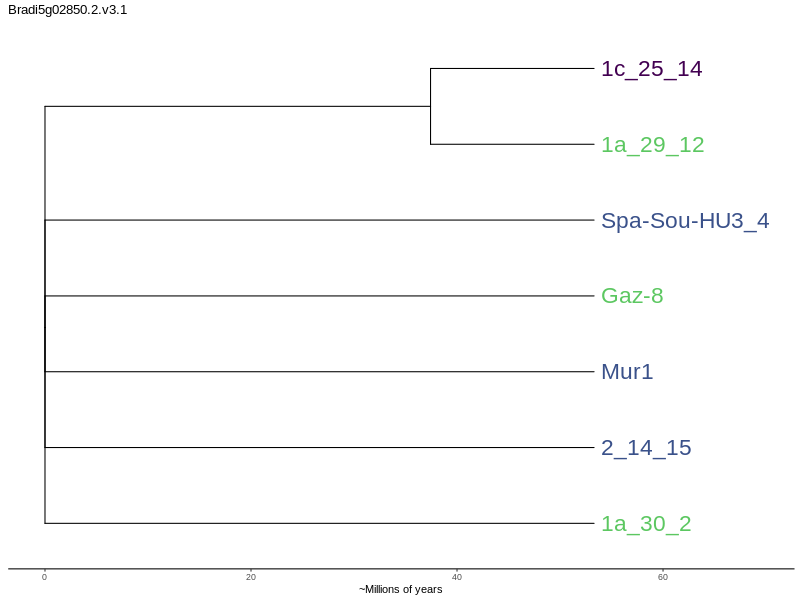 Bradi5g02850.2.v3.1
1c_25_14
1a_29_12
Spa-Sou-HU3_4
Gaz-8
Mur1
2_14_15
1a_30_2
0 20 40 60
~Millions of years